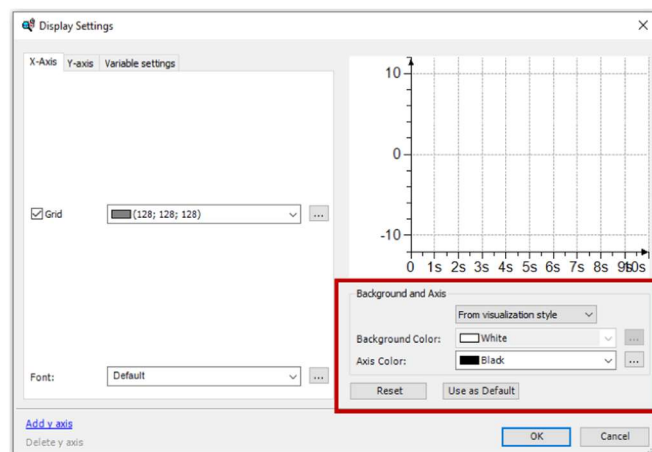 Display Settings
X-Axis Y-axis Variable settings
Grid
(128; 128; 128)
...
Font:
Default
...
10
0
-10
0 1s 2s 3s 4s 5s 6s 7s 8s 9s 10s
Background and Axis
From visualization style
Background Color:
White
...
Axis Color:
Black
...
Reset Use as Default
Add y axis
Delete y axis
OK Cancel